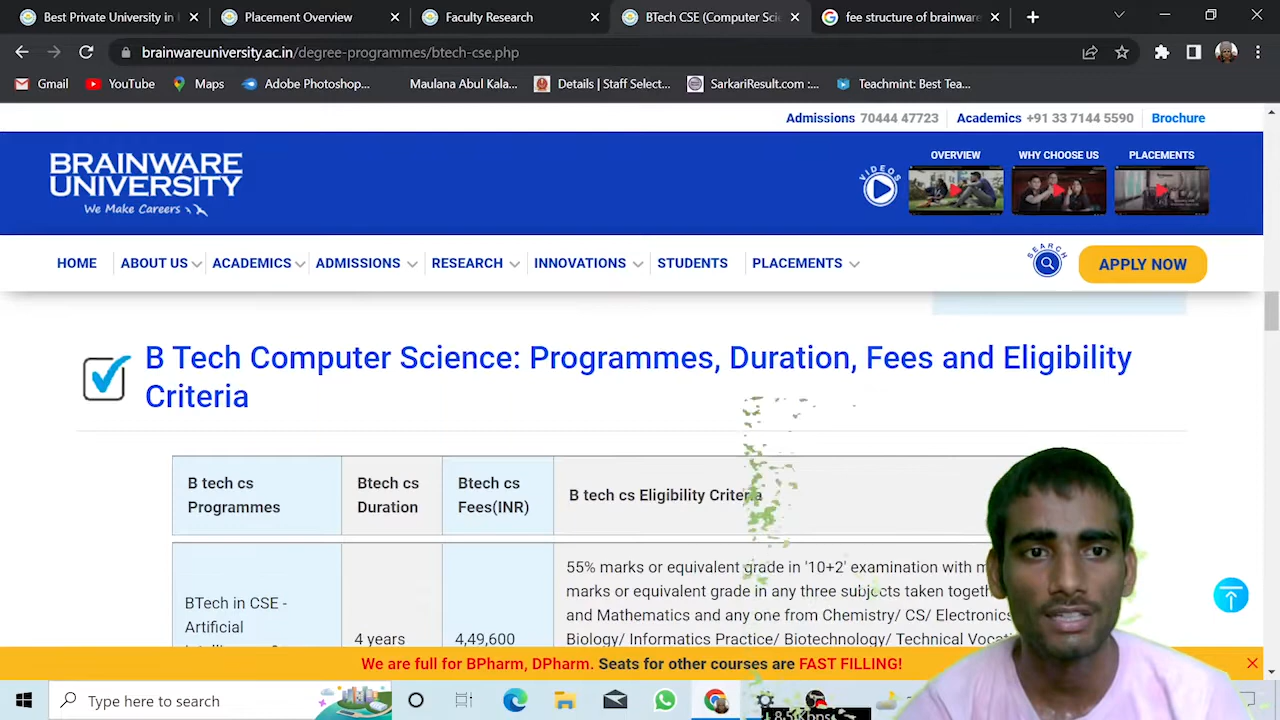 Best Private University in
Placement Overview
Faculty Research
BTech CSE (Computer Sci
fee structure of brainware
brainwareuniversity.ac.in/degree-programmes/btech-cse.php
Gmail
YouTube
Maps
Adobe Photoshop...
Maulana Abul Kala...
Details | Staff Select...
SarkariResult.com :...
Teachmint: Best Tea...
Admissions 70444 47723
Academics +91 33 7144 5590
Brochure
BRAINWARE
UNIVERSITY
We Make Careers
VIDEOS
OVERVIEW
WHY CHOOSE US
PLACEMENTS
HOME
ABOUT US
ACADEMICS
ADMISSIONS
RESEARCH
INNOVATIONS
STUDENTS
PLACEMENTS
SEARCH
APPLY NOW
B Tech Computer Science: Programmes, Duration, Fees and Eligibility
Criteria
B tech cs
Programmes
Btech cs
Duration
Btech cs
Fees(INR)
B tech cs Eligibility Criteria
BTech in CSE -
Artificial
4 years
4,49,600
55% marks or equivalent grade in '10+2' examination with
marks or equivalent grade in any three subjects taken
and Mathematics and any one from Chemistry/ CS/ Electronics
Biology/ Informatics Practice/ Biotechnology/ Technical
We are full for BPharm, DPharm. Seats for other courses are FAST FILLING!
Type here to search